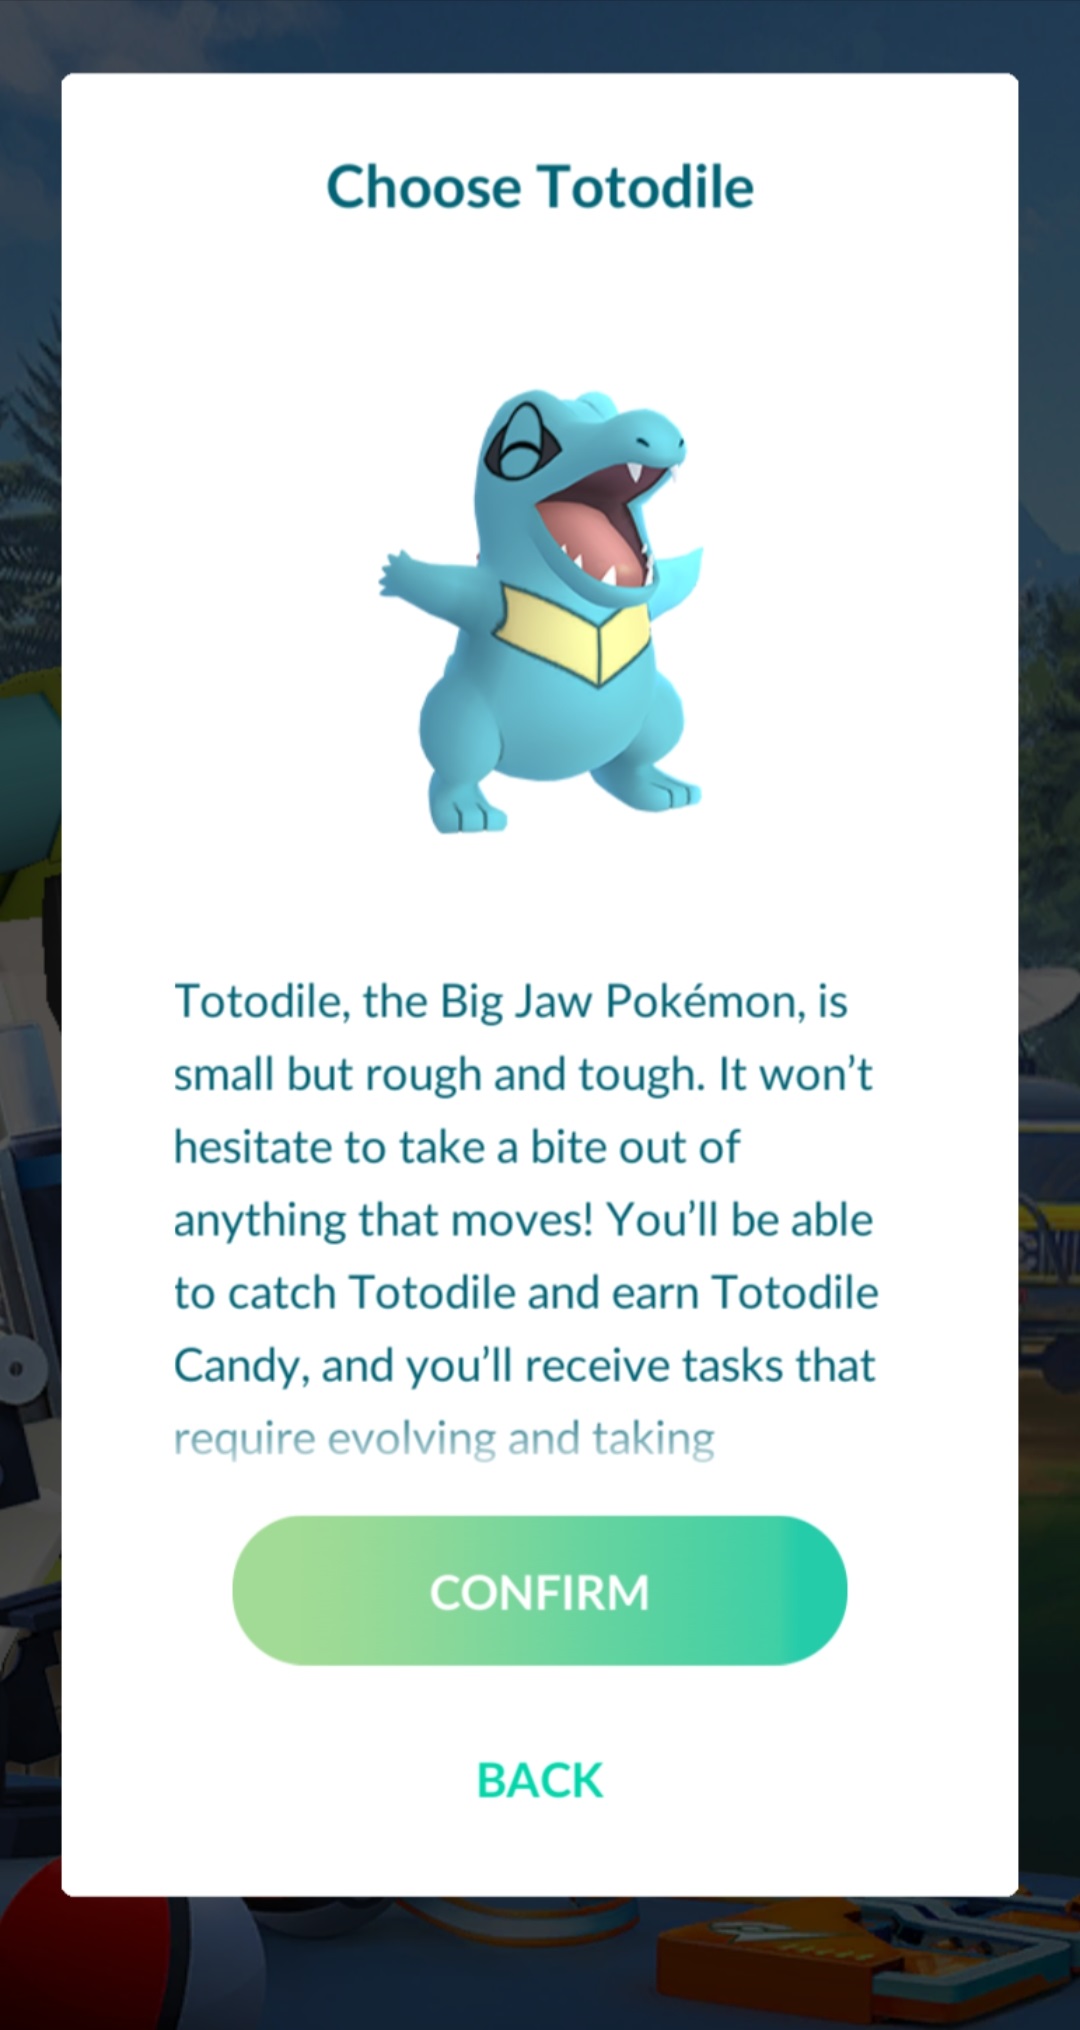 Choose Totodile
Totodile, the Big Jaw Pokémon, is
small but rough and tough. It won’t
hesitate to take a bite out of
anything that moves! You’ll be able
to catch Totodile and earn Totodile
Candy, and you’ll receive tasks that
require evolving and taking
CONFIRM
BACK